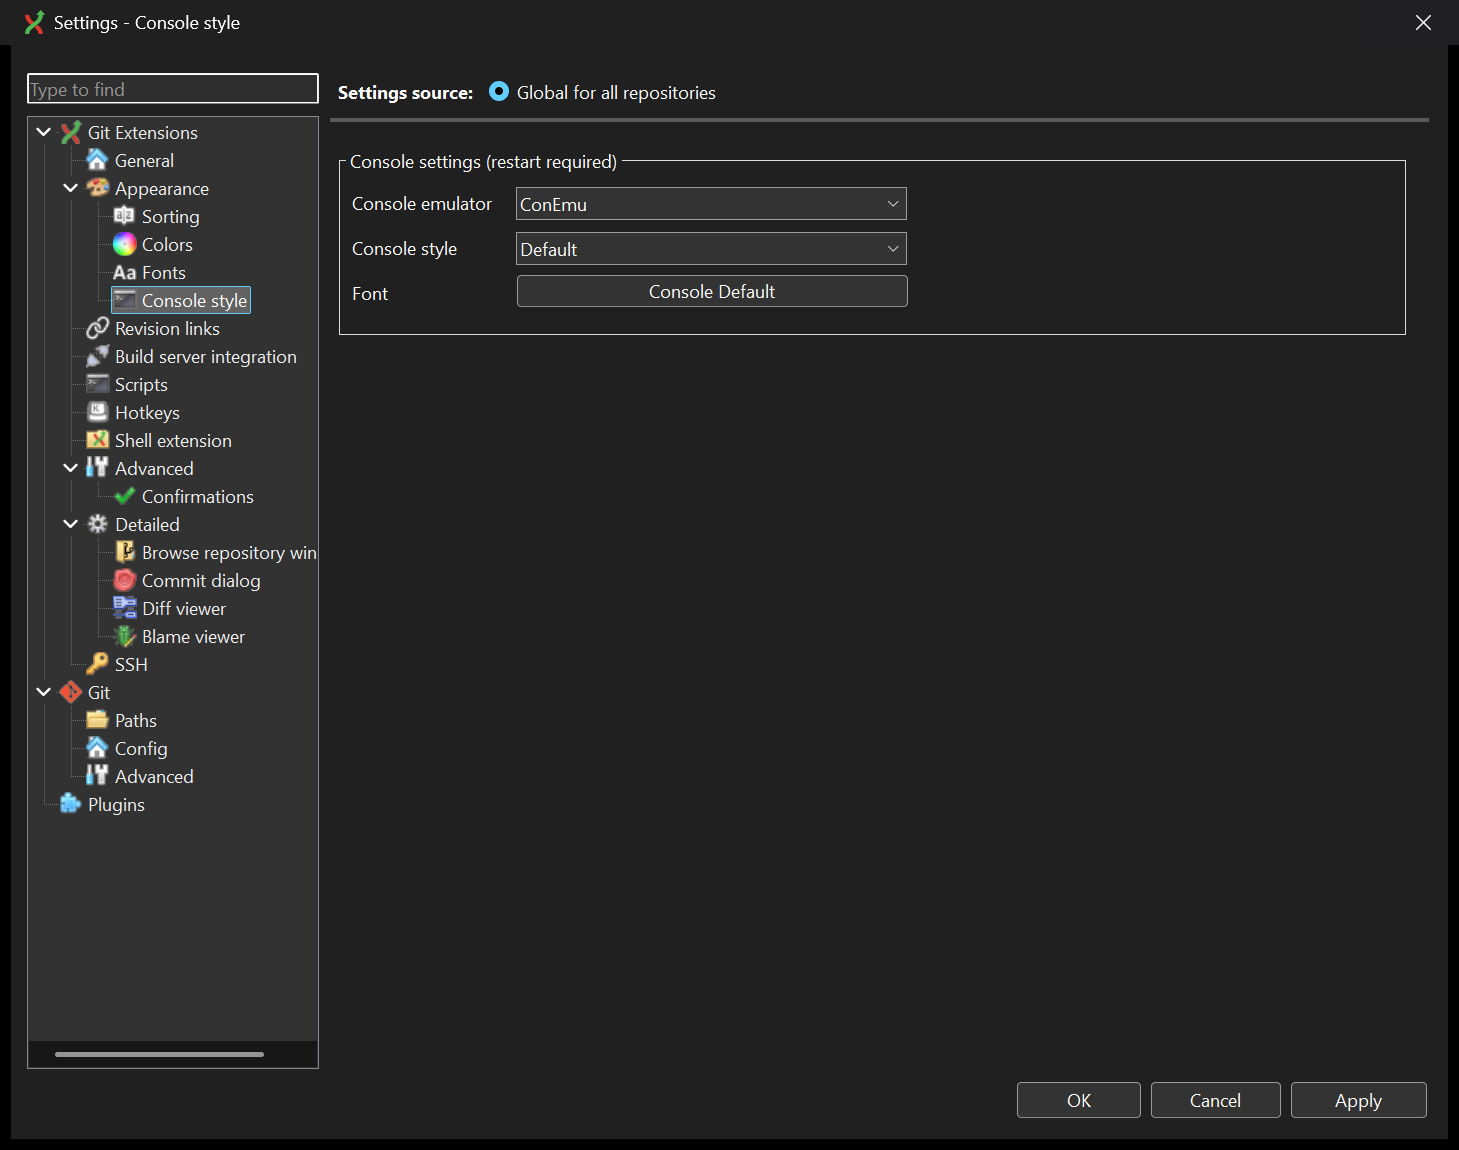 Settings - Console style
Type to find
Git Extensions
General
Appearance
Sorting
Colors
Aa Fonts
Console style
Revision links
Build server integration
Scripts
Hotkeys
Shell extension
Advanced
Confirmations
Detailed
Browse repository win
Commit dialog
Diff viewer
Blame viewer
SSH
Git
Paths
Config
Advanced
Plugins
Settings source: Global for all repositories
Console settings (restart required)
Console emulator ConEmu
Console style Default
Font Console Default
OK Cancel Apply